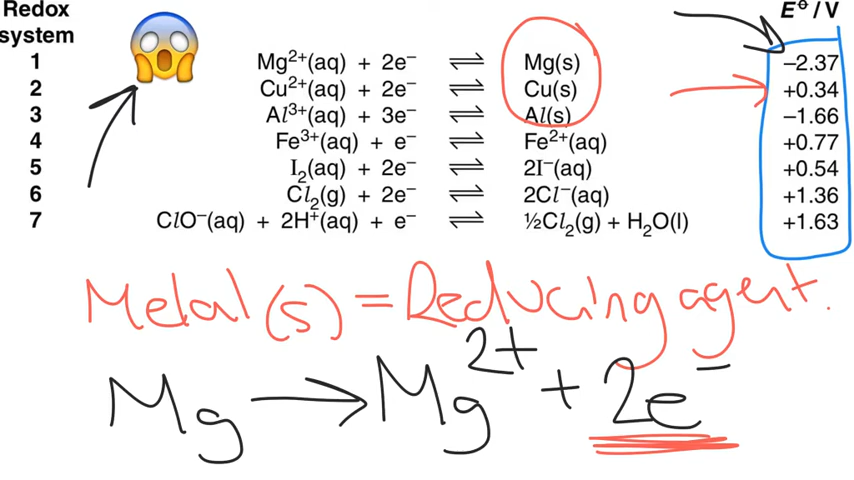 Redox E⦵ / V
system
1 Mg²⁺(aq) + 2e⁻ ⇌ Mg(s) −2.37
2 Cu²⁺(aq) + 2e⁻ ⇌ Cu(s) +0.34
3 Al³⁺(aq) + 3e⁻ ⇌ Al(s) −1.66
4 Fe³⁺(aq) + e⁻ ⇌ Fe²⁺(aq) +0.77
5 I₂(aq) + 2e⁻ ⇌ 2I⁻(aq) +0.54
6 Cl₂(g) + 2e⁻ ⇌ 2Cl⁻(aq) +1.36
7 ClO⁻(aq) + 2H⁺(aq) + e⁻ ⇌ ½Cl₂(g) + H₂O(l) +1.63
Metal (s) = Reducing agent.
Mg → Mg²⁺ + 2e⁻